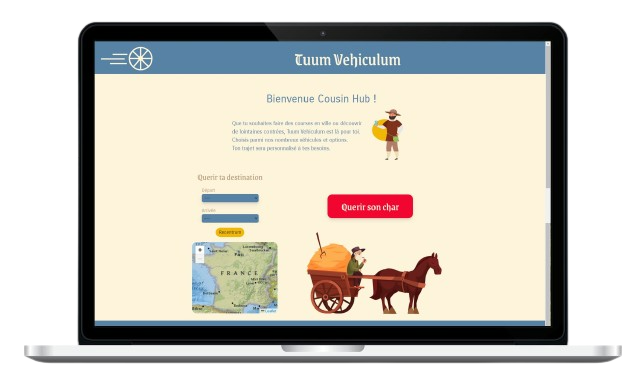 Tuum Vehiculum
Bienvenue Cousin Hub !
Que tu souhaites faire des courses en ville ou découvrir
de lointaines contrées, Tuum Vehiculum est là pour toi.
Choisis parmi nos nombreux véhicules et options.
Ton trajet sera personnalisé à tes besoins.
Querir ta destination
Départ
Arrivée
Querir son char
Paris
FRANCE